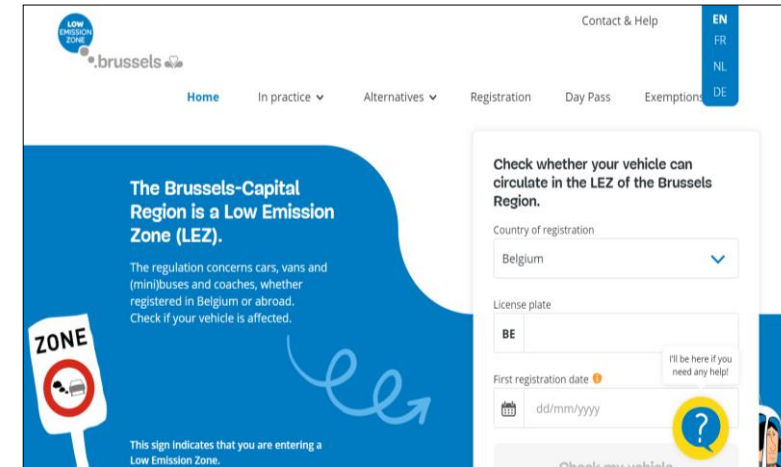 LOW
EMISSION
ZONE
.brussels
Contact & Help
EN
FR
NL
DE
Home
In practice
Alternatives
Registration
Day Pass
Exemptions
The Brussels-Capital
Region is a Low Emission
Zone (LEZ).
The regulation concerns cars, vans and
(mini)buses and coaches, whether
registered in Belgium or abroad.
Check if your vehicle is affected.
ZONE
This sign indicates that you are entering a
Low Emission Zone.
Check whether your vehicle can
circulate in the LEZ of the Brussels
Region.
Country of registration
Belgium
License plate
BE
I'll be here if you
need any help!
First registration date
dd/mm/yyyy
?
Check my vehicle